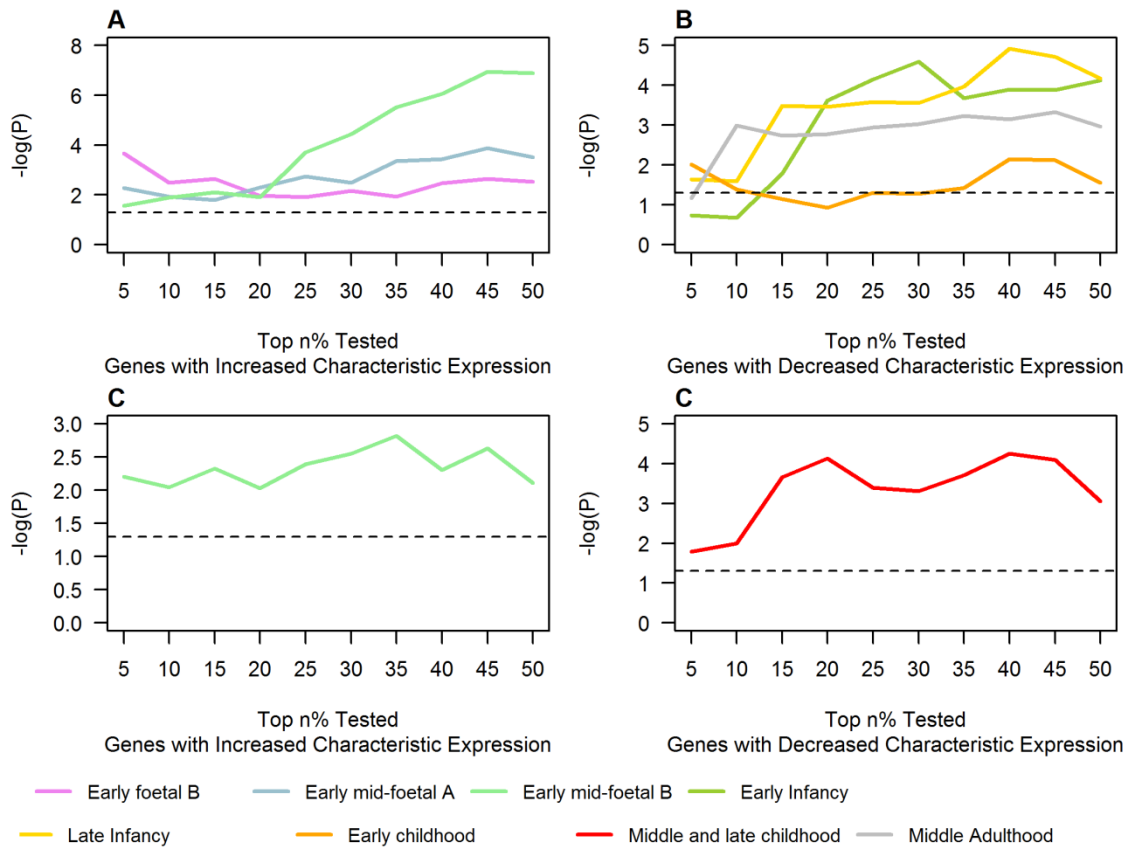 A
8
6
4
2
0
-log(P)
5 10 15 20 25 30 35 40 45 50
Top n% Tested
Genes with Increased Characteristic Expression
B
5
4
3
2
1
0
-log(P)
5 10 15 20 25 30 35 40 45 50
Top n% Tested
Genes with Decreased Characteristic Expression
C
3.0
2.5
2.0
1.5
1.0
0.5
0.0
-log(P)
5 10 15 20 25 30 35 40 45 50
Top n% Tested
Genes with Increased Characteristic Expression
C
5
4
3
2
1
0
-log(P)
5 10 15 20 25 30 35 40 45 50
Top n% Tested
Genes with Decreased Characteristic Expression
Early foetal B Early mid-foetal A Early mid-foetal B Early Infancy
Late Infancy Early childhood Middle and late childhood Middle Adulthood